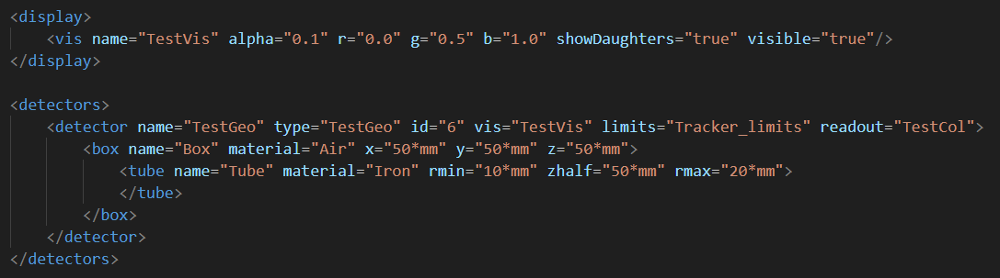 <display>
    <vis name="TestVis" alpha="0.1" r="0.0" g="0.5" b="1.0" showDaughters="true" visible="true"/>
</display>

<detectors>
    <detector name="TestGeo" type="TestGeo" id="6" vis="TestVis" limits="Tracker_limits" readout="TestCol">
        <box name="Box" material="Air" x="50*mm" y="50*mm" z="50*mm">
            <tube name="Tube" material="Iron" rmin="10*mm" zhalf="50*mm" rmax="20*mm">
            </tube>
        </box>
    </detector>
</detectors>